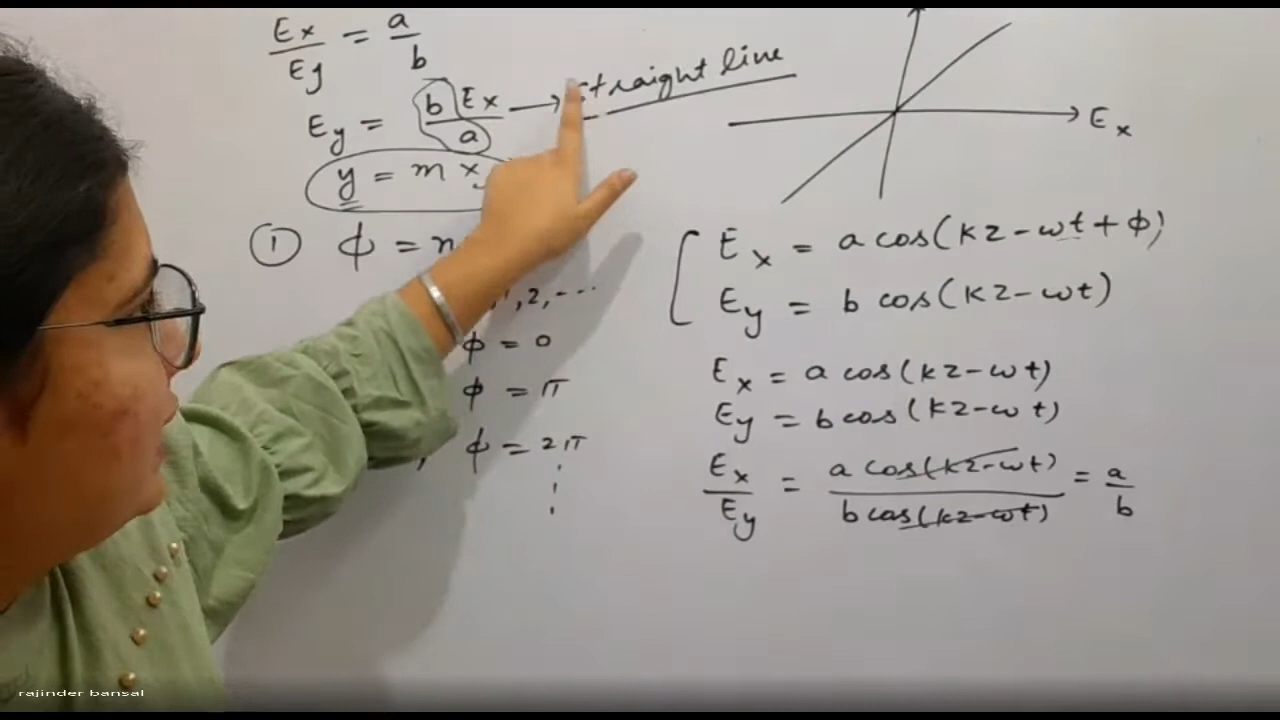 Ex/Ey = a/b
Ey = b Ex/a → straight line
y = m x
① ϕ = n
, 2, ---
ϕ = 0
ϕ = π
, ϕ = 2π
Ex
Ex = a cos(kz-ωt+ϕ)
Ey = b cos(kz-ωt)
Ex = a cos(kz-ωt)
Ey = b cos(kz-ωt)
Ex/Ey = a cos(kz-ωt)/b cos(kz-ωt) = a/b
rajinder bansal